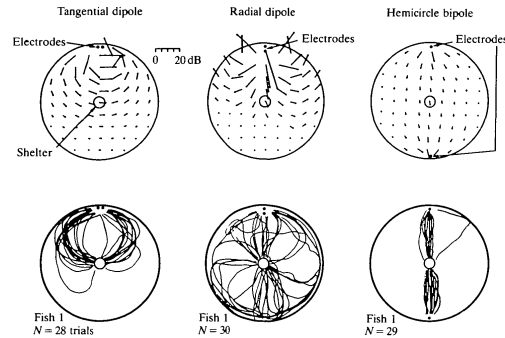 Tangential dipole
Radial dipole
Hemicircle bipole
Electrodes
Electrodes
Electrodes
0 20 dB
Shelter
Fish 1
N = 28 trials
Fish 1
N = 30
Fish 1
N = 29